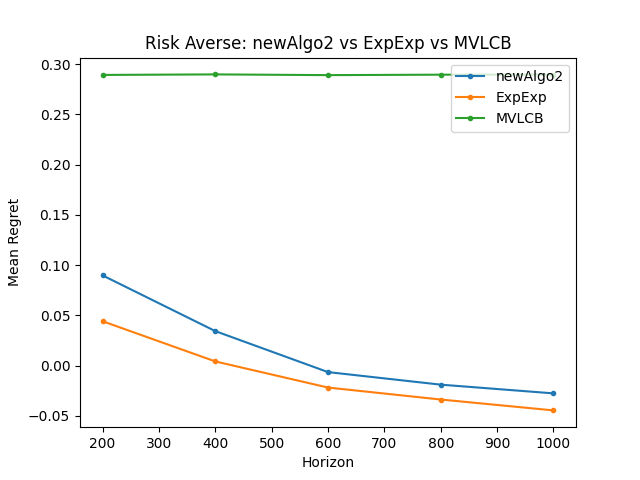 Risk Averse: newAlgo2 vs ExpExp vs MVLCB
0.30
0.25
0.20
0.15
0.10
0.05
0.00
−0.05
Mean Regret
newAlgo2
ExpExp
MVLCB
200 300 400 500 600 700 800 900 1000
Horizon